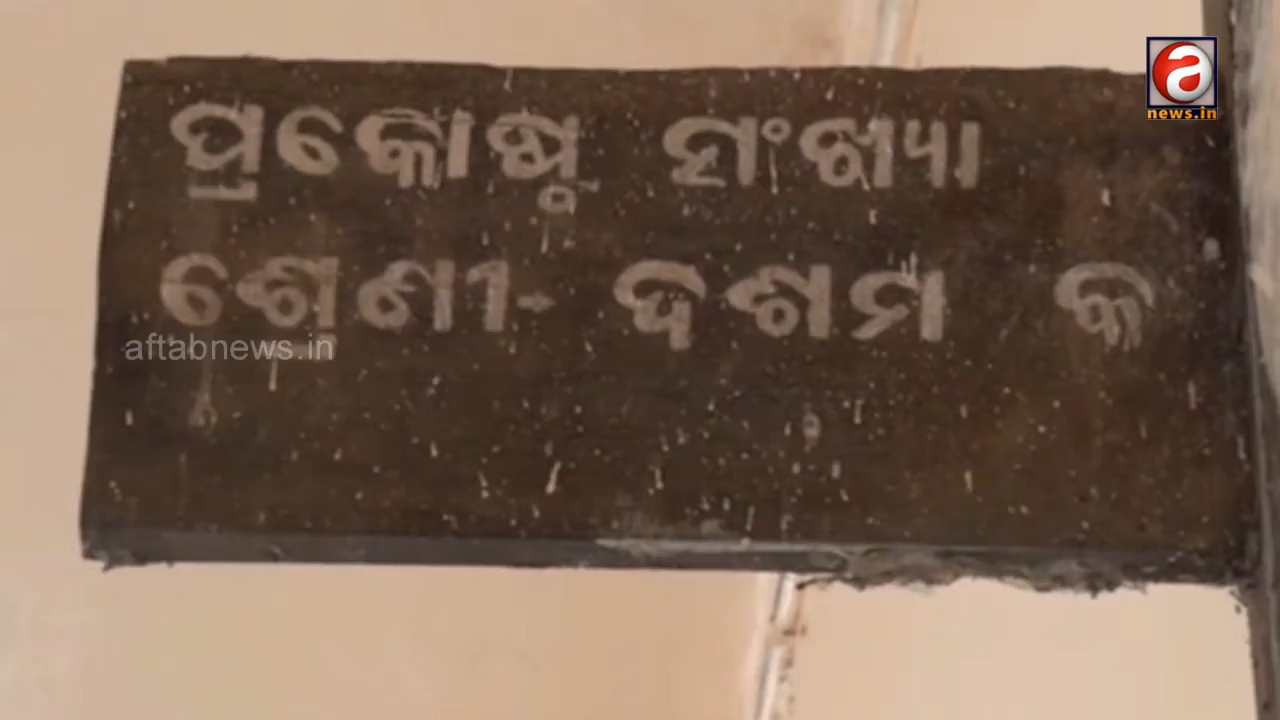 a
news.in
ପ୍ରକୋଷ୍ଠ ସଂଖ୍ୟା
ଶ୍ରେଣୀ- ଦଶମ କ
aftabnews.in